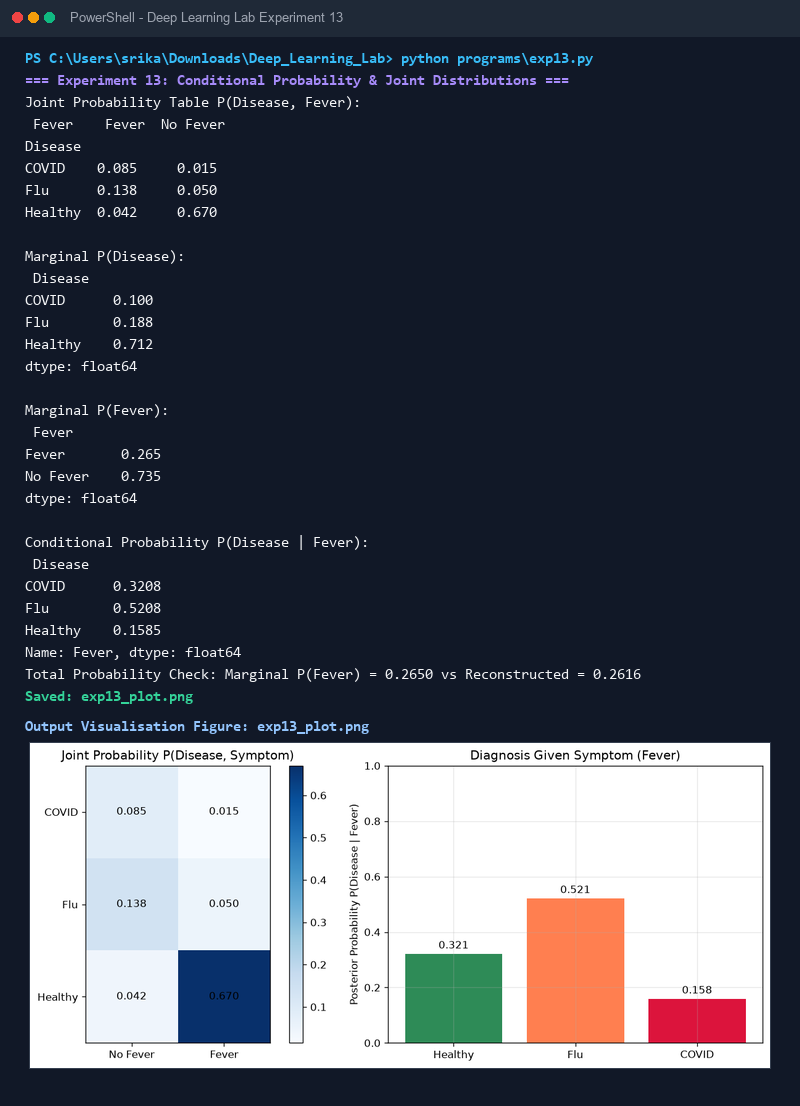 PowerShell - Deep Learning Lab Experiment 13
PS C:\Users\srika\Downloads\Deep_Learning_Lab> python programs\exp13.py
=== Experiment 13: Conditional Probability & Joint Distributions ===
Joint Probability Table P(Disease, Fever):
Fever    Fever  No Fever
Disease
COVID    0.085     0.015
Flu      0.138     0.050
Healthy  0.042     0.670
Marginal P(Disease):
Disease
COVID      0.100
Flu        0.188
Healthy    0.712
dtype: float64
Marginal P(Fever):
Fever
Fever       0.265
No Fever    0.735
dtype: float64
Conditional Probability P(Disease | Fever):
Disease
COVID      0.3208
Flu        0.5208
Healthy    0.1585
Name: Fever, dtype: float64
Total Probability Check: Marginal P(Fever) = 0.2650 vs Reconstructed = 0.2616
Saved: exp13_plot.png
Output Visualisation Figure: exp13_plot.png
Joint Probability P(Disease, Symptom)
COVID
Flu
Healthy
0.085 0.015
0.138 0.050
0.042 0.670
No Fever Fever
0.6
0.5
0.4
0.3
0.2
0.1
Diagnosis Given Symptom (Fever)
Posterior Probability P(Disease | Fever)
1.0
0.8
0.6
0.4
0.2
0.0
0.321
0.521
0.158
Healthy Flu COVID